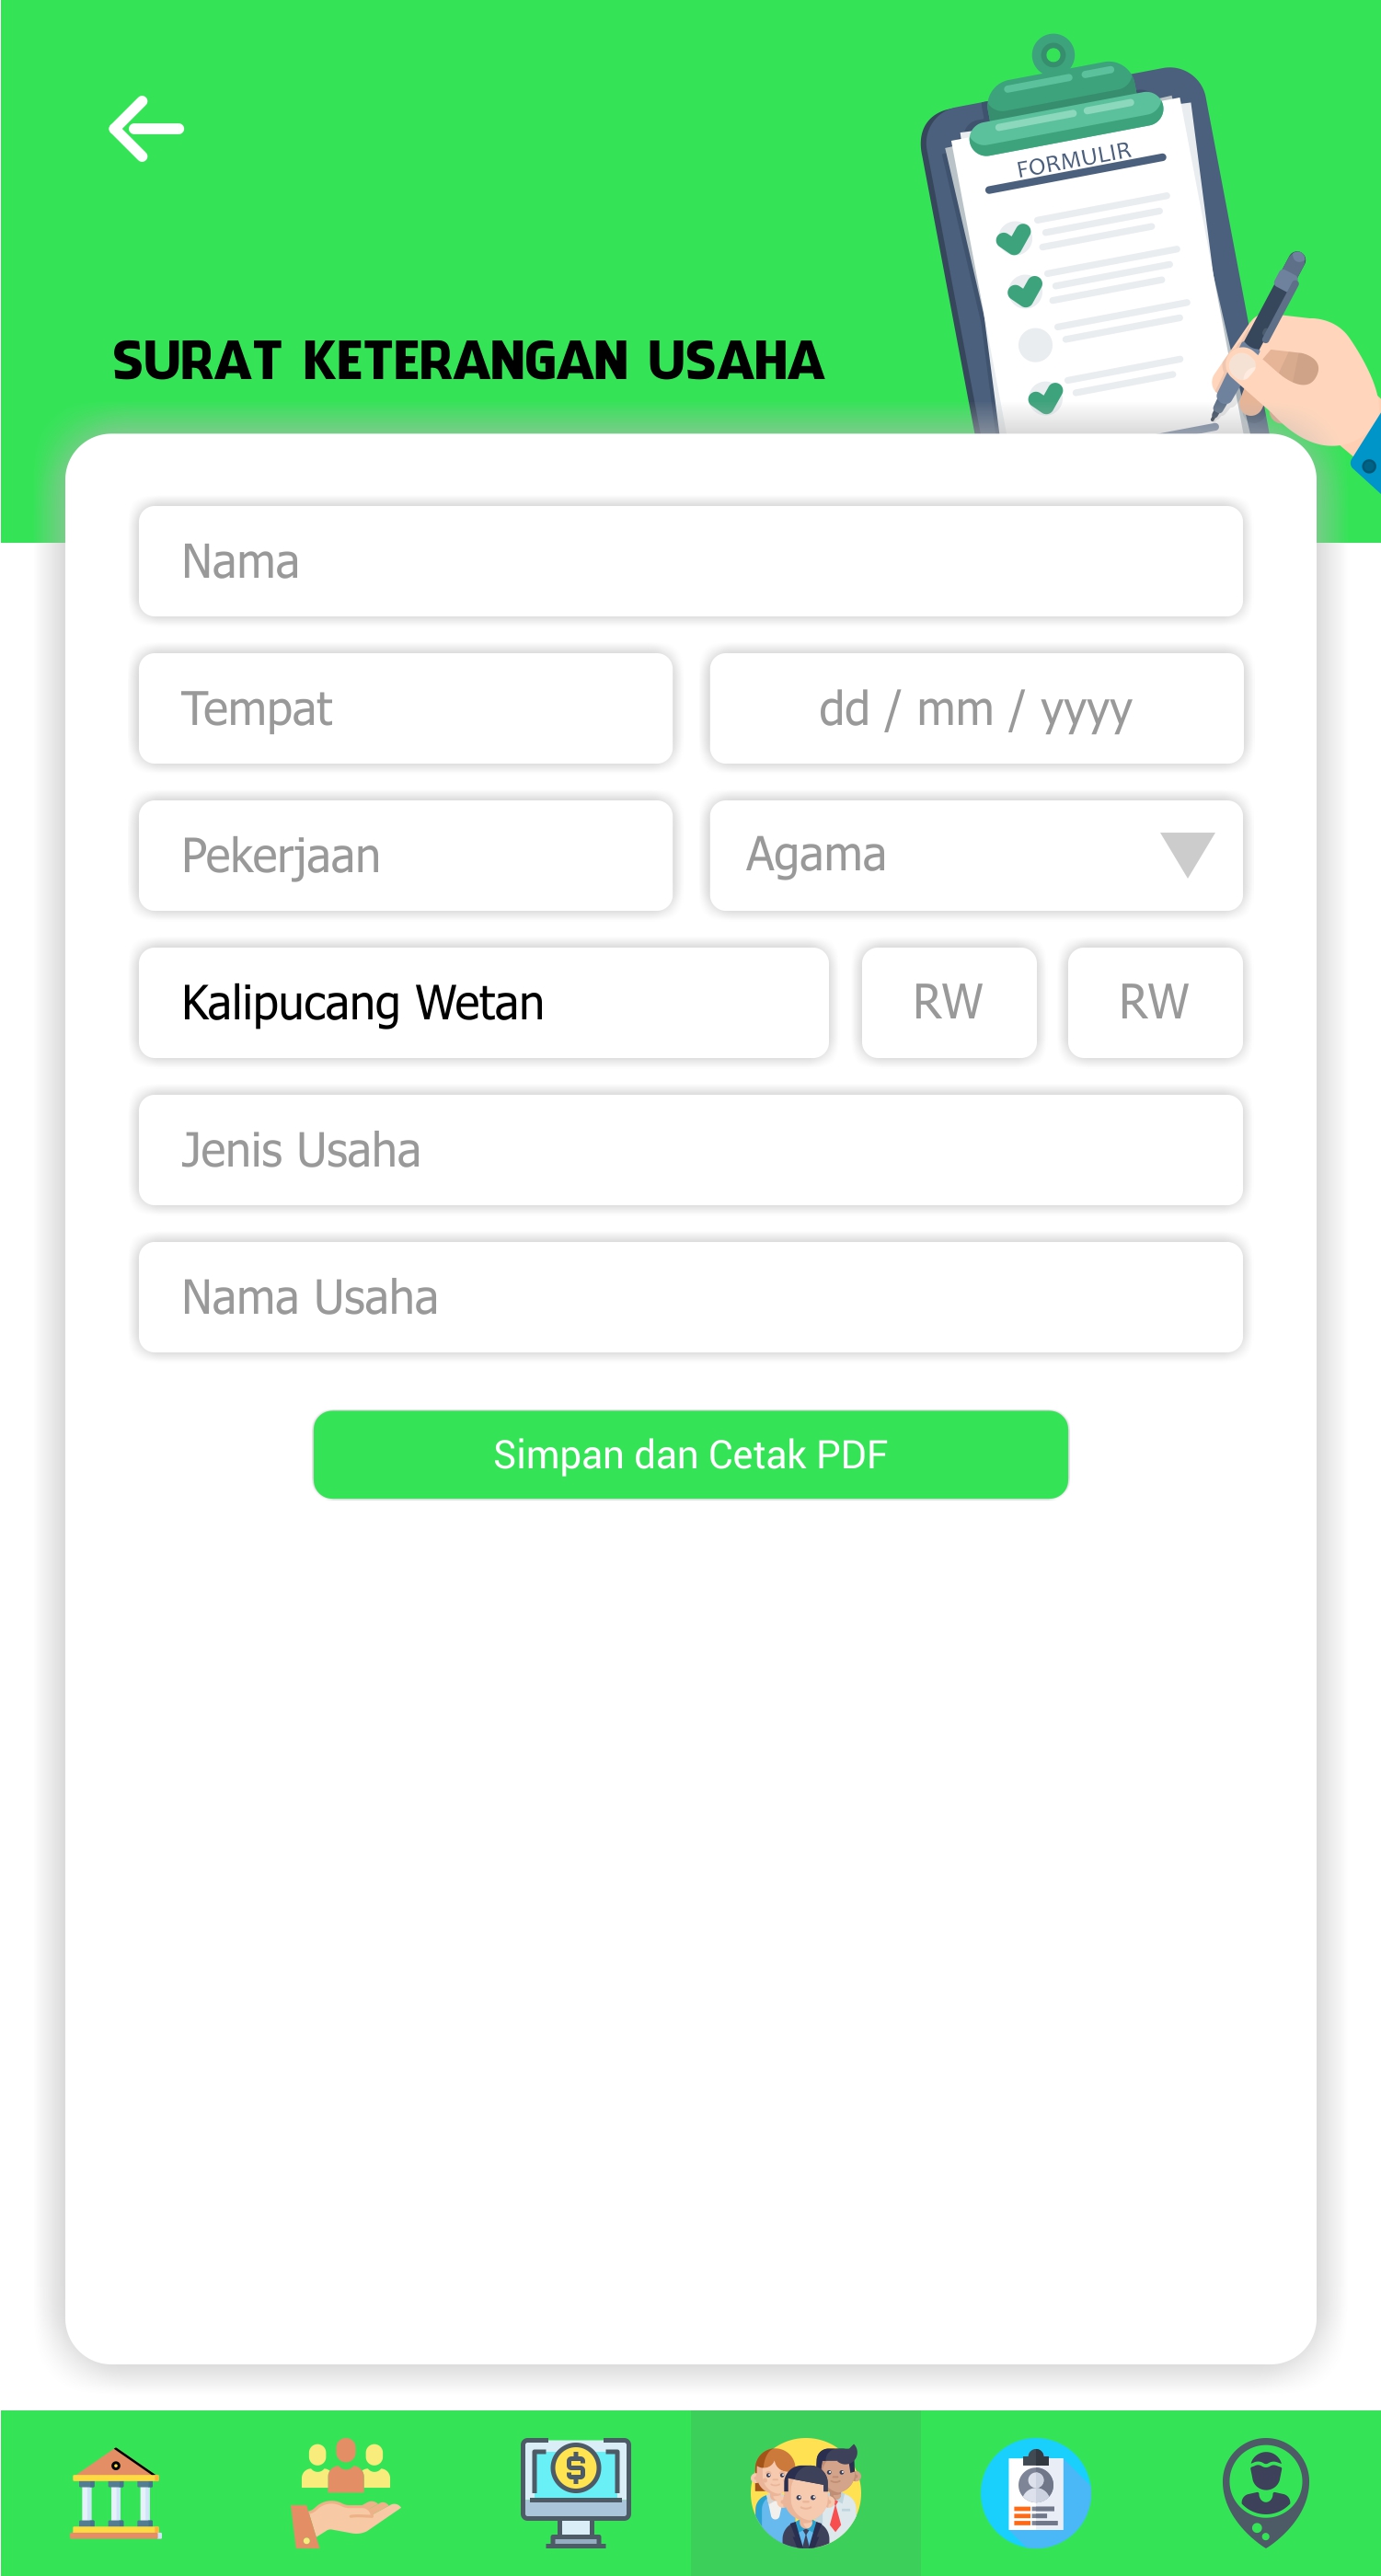 FORMULIR
SURAT KETERANGAN USAHA
Nama
Tempat
dd / mm / yyyy
Pekerjaan
Agama
Kalipucang Wetan
RW
RW
Jenis Usaha
Nama Usaha
Simpan dan Cetak PDF
$